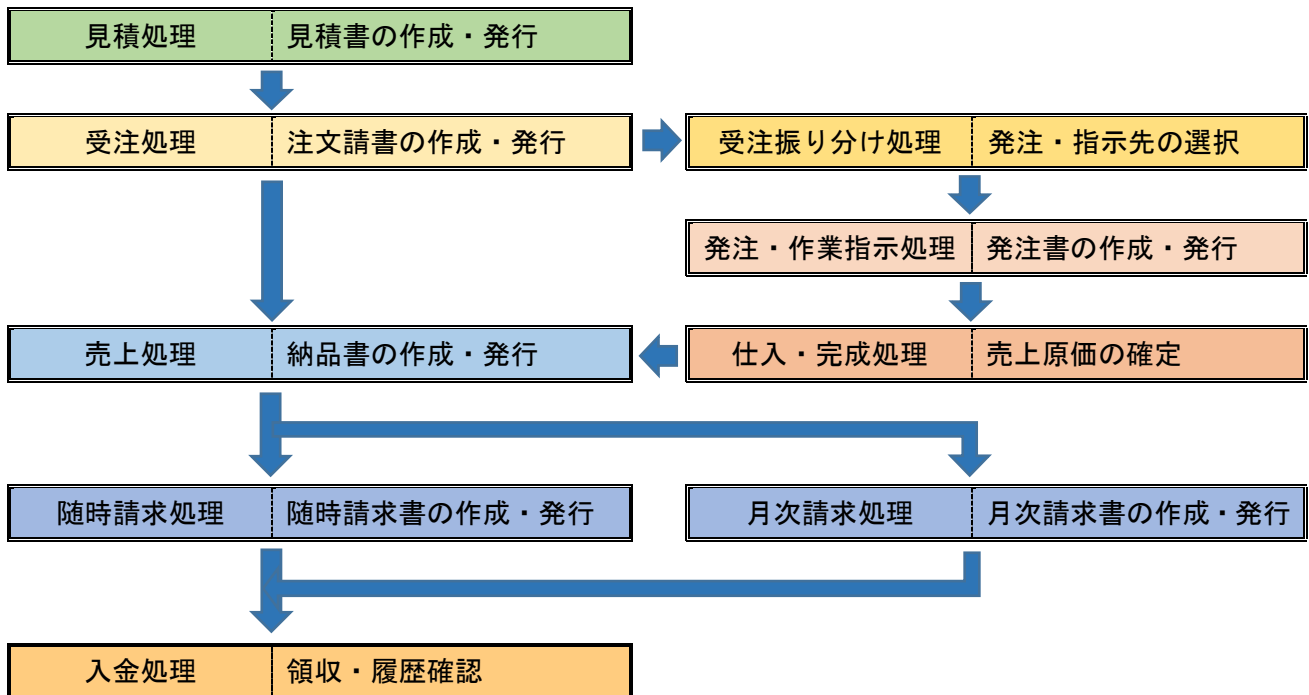 見積処理 見積書の作成・発行
受注処理 注文請書の作成・発行 受注振り分け処理 発注・指示先の選択
発注・作業指示処理 発注書の作成・発行
売上処理 納品書の作成・発行 仕入・完成処理 売上原価の確定
随時請求処理 随時請求書の作成・発行 月次請求処理 月次請求書の作成・発行
入金処理 領収・履歴確認